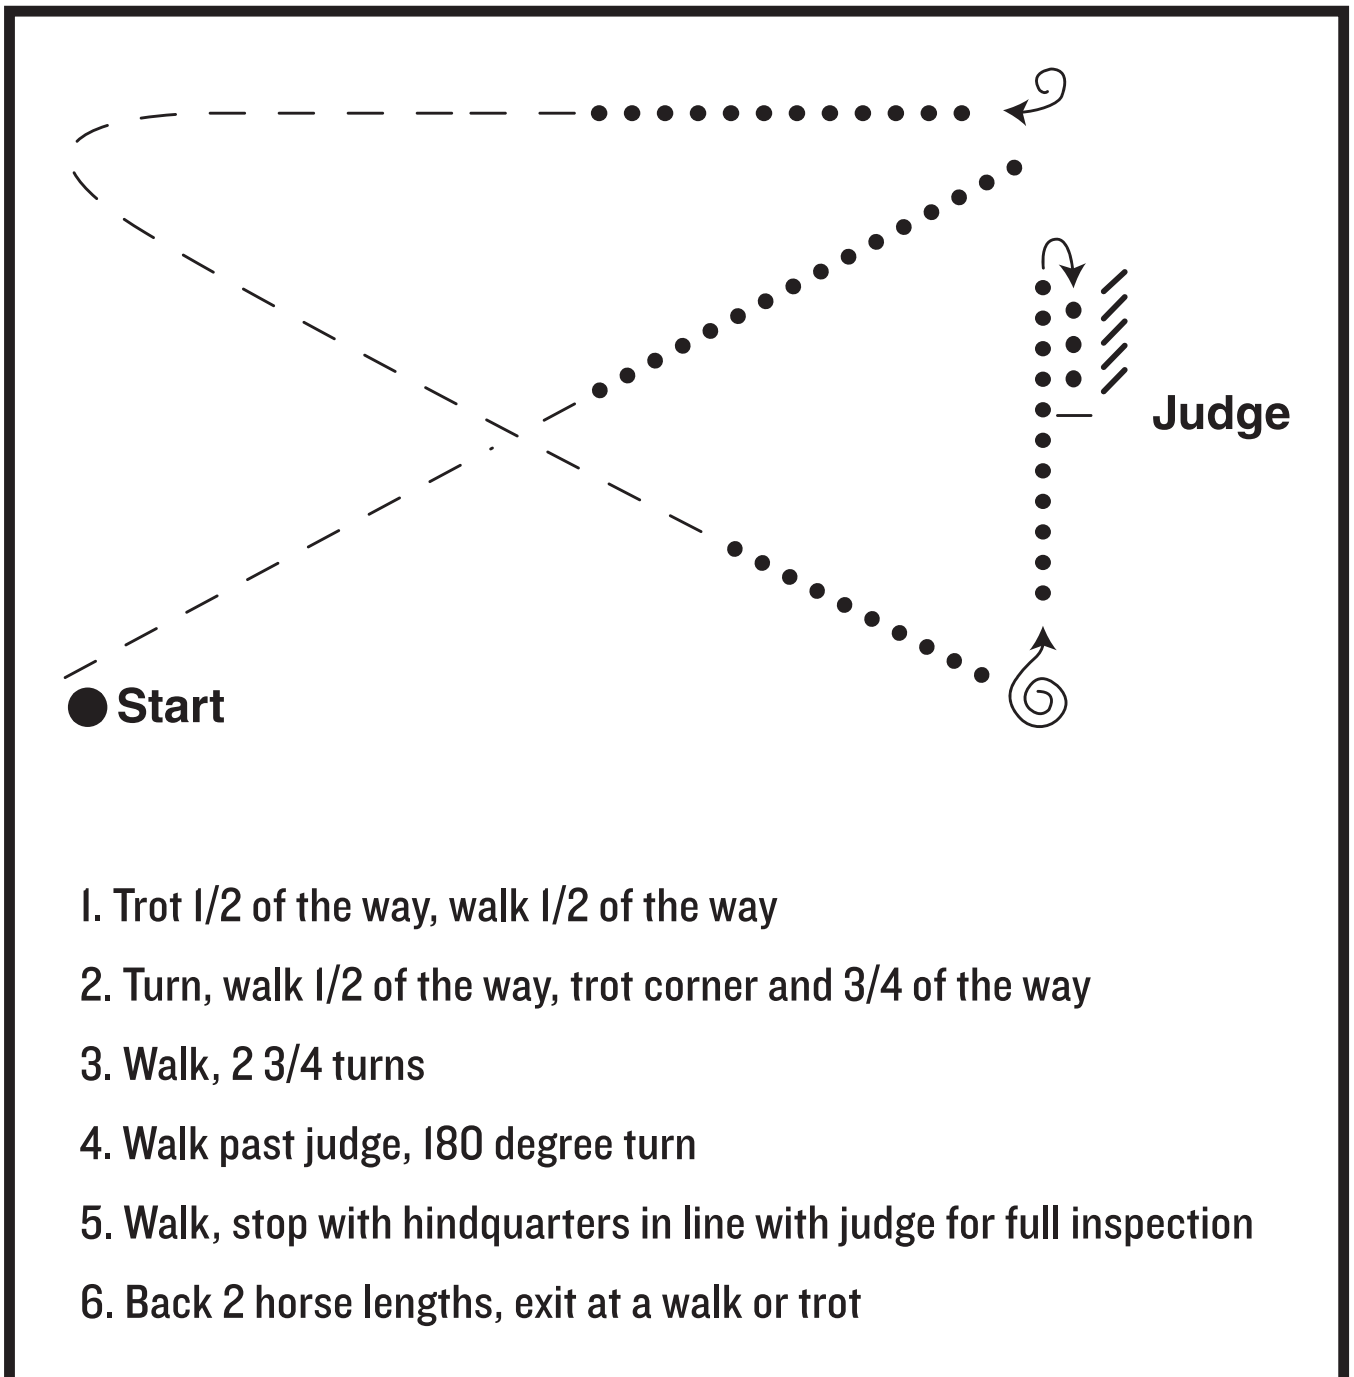 Judge
Start
1. Trot 1/2 of the way, walk 1/2 of the way
2. Turn, walk 1/2 of the way, trot corner and 3/4 of the way
3. Walk, 2 3/4 turns
4. Walk past judge, 180 degree turn
5. Walk, stop with hindquarters in line with judge for full inspection
6. Back 2 horse lengths, exit at a walk or trot